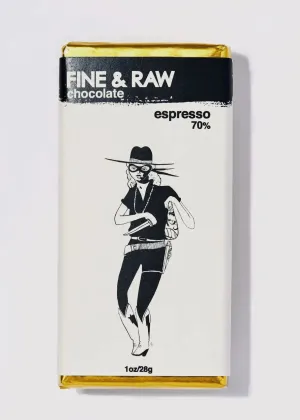 FINE & RAW
chocolate
espresso
70%
1oz/28g